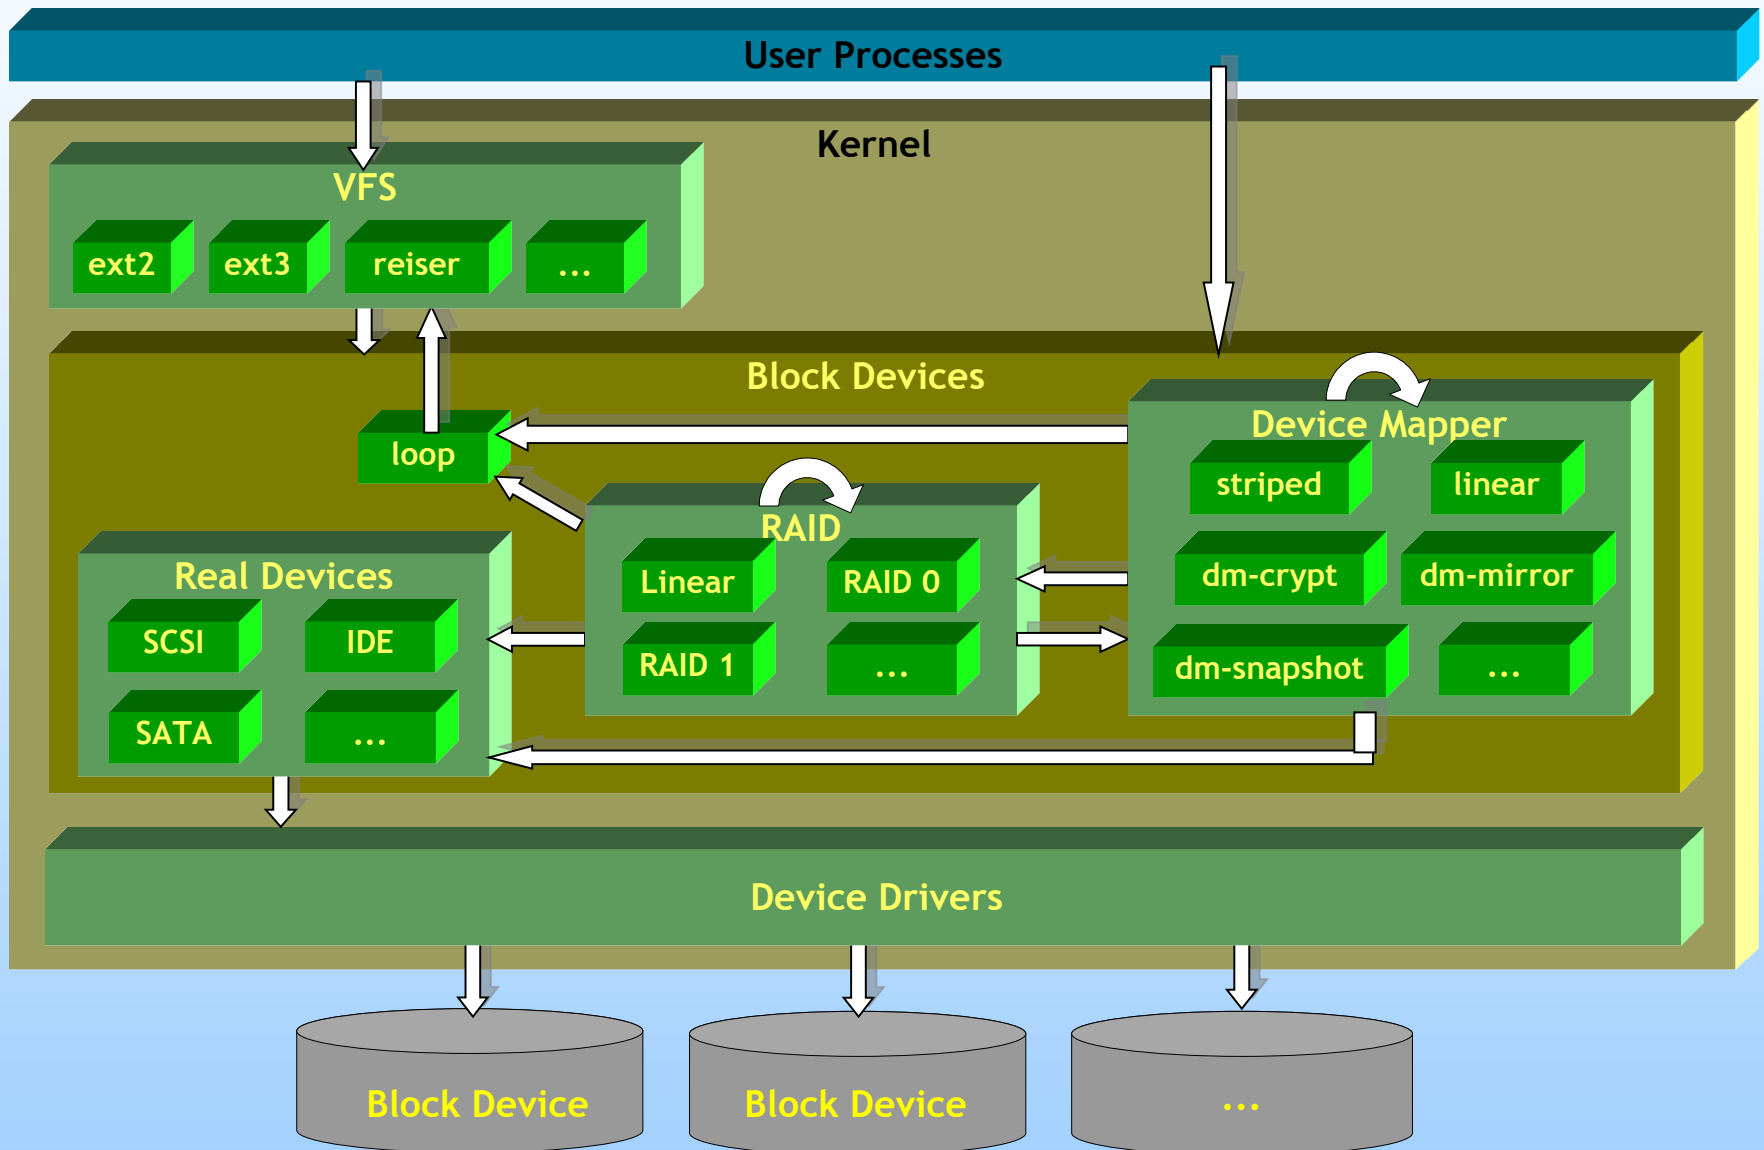 User Processes
Kernel
VFS
ext2
ext3
reiser
...
Block Devices
loop
Device Mapper
striped
linear
dm-crypt
dm-mirror
dm-snapshot
...
RAID
Linear
RAID 0
RAID 1
...
Real Devices
SCSI
IDE
SATA
...
Device Drivers
Block Device
Block Device
...